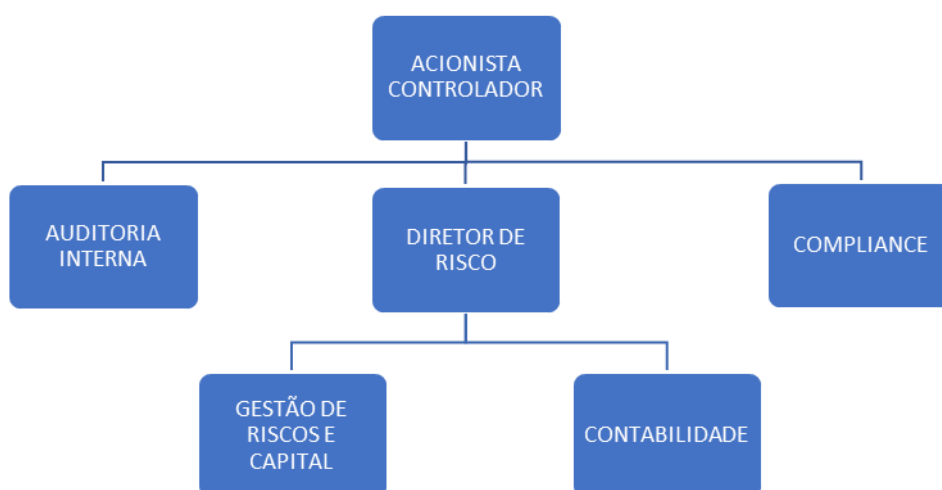 ACIONISTA
CONTROLADOR
AUDITORIA
INTERNA
DIRETOR DE
RISCO
COMPLIANCE
GESTÃO DE
RISCOS E
CAPITAL
CONTABILIDADE